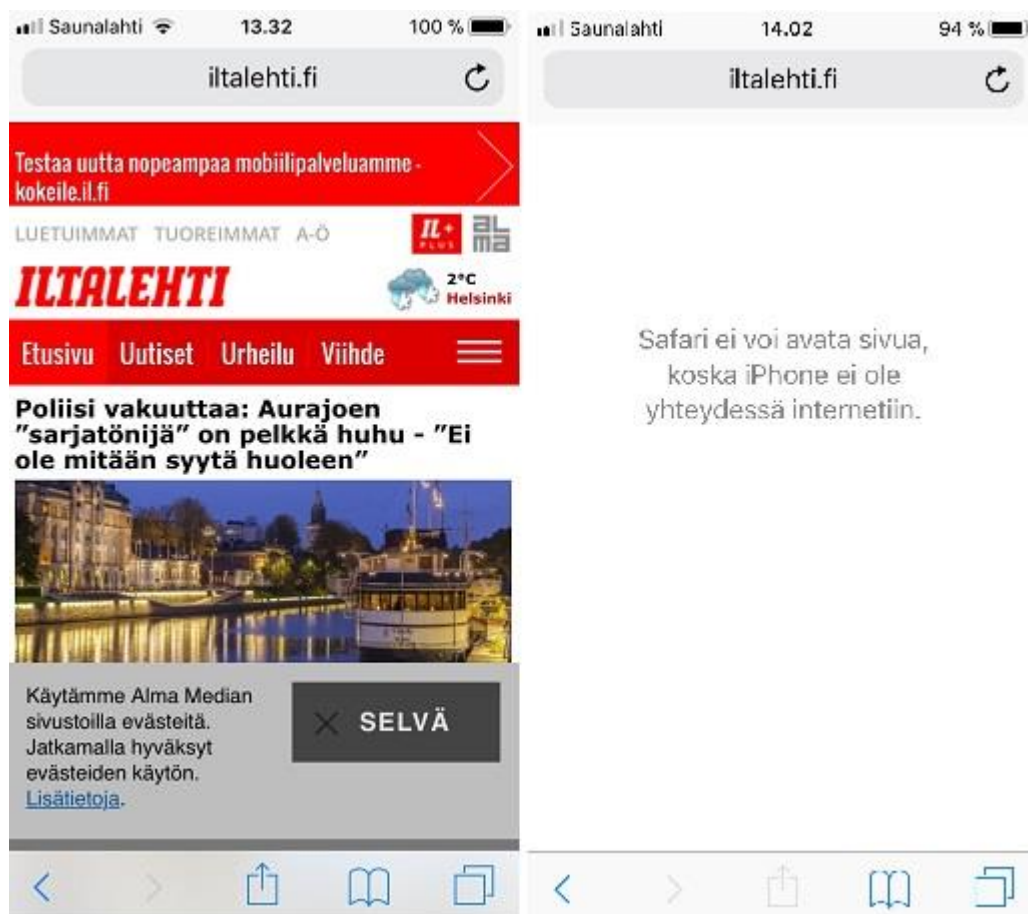 Saunalahti 13.32 100 %
iltalehti.fi
Testaa uutta nopeampaa mobiilipalveluamme -
kokeile.il.fi
LUETUIMMAT TUOREIMMAT A-Ö
IL+
PLUS
aL
ma
ILTALEHTI
2°C
Helsinki
Etusivu Uutiset Urheilu Viihde
Poliisi vakuuttaa: Aurajoen
”sarjatönijä” on pelkkä huhu - ”Ei
ole mitään syytä huoleen”
Käytämme Alma Median
sivustoilla evästeitä.
Jatkamalla hyväksyt
evästeiden käytön.
Lisätietoja.
× SELVÄ
Saunalahti 14.02 94 %
iltalehti.fi
Safari ei voi avata sivua,
koska iPhone ei ole
yhteydessä internetiin.